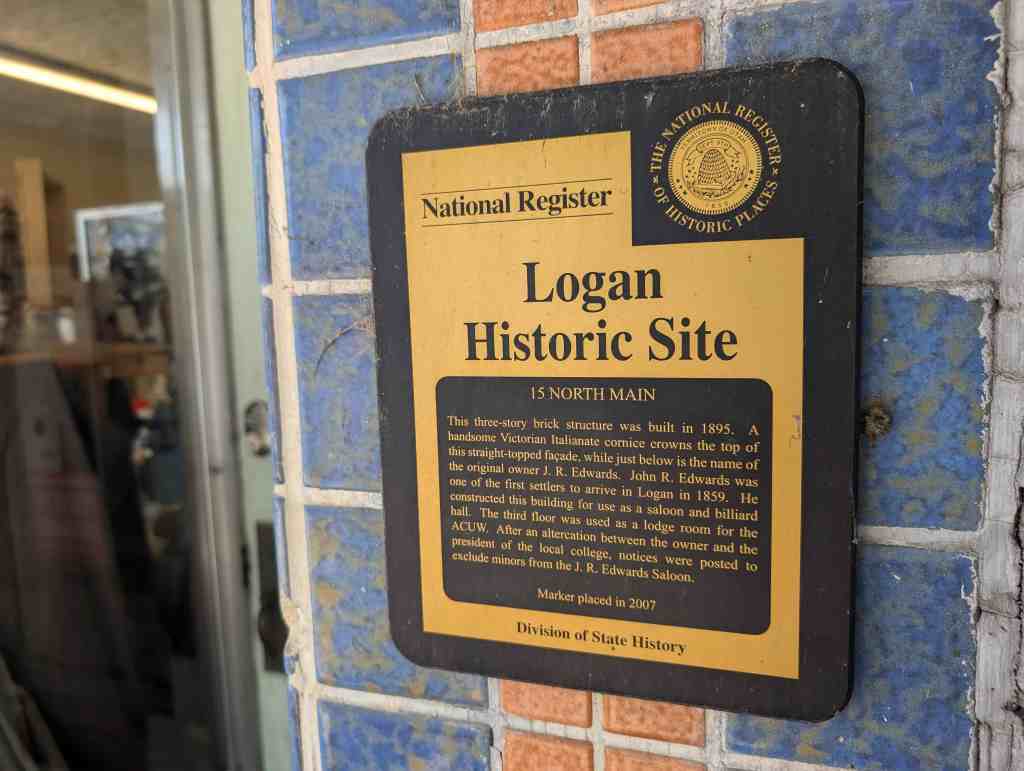 THE NATIONAL REGISTER
OF HISTORIC PLACES
National Register
Logan
Historic Site
15 NORTH MAIN
This three-story brick structure was built in 1895. A
handsome Victorian Italianate cornice crowns the top of
this straight-topped façade, while just below is the name of
the original owner J. R. Edwards. John R. Edwards was
one of the first settlers to arrive in Logan in 1859. He
constructed this building for use as a saloon and billiard
hall. The third floor was used as a lodge room for the
ACUW. After an altercation between the owner and the
president of the local college, notices were posted to
exclude minors from the J. R. Edwards Saloon.
Marker placed in 2007
Division of State History